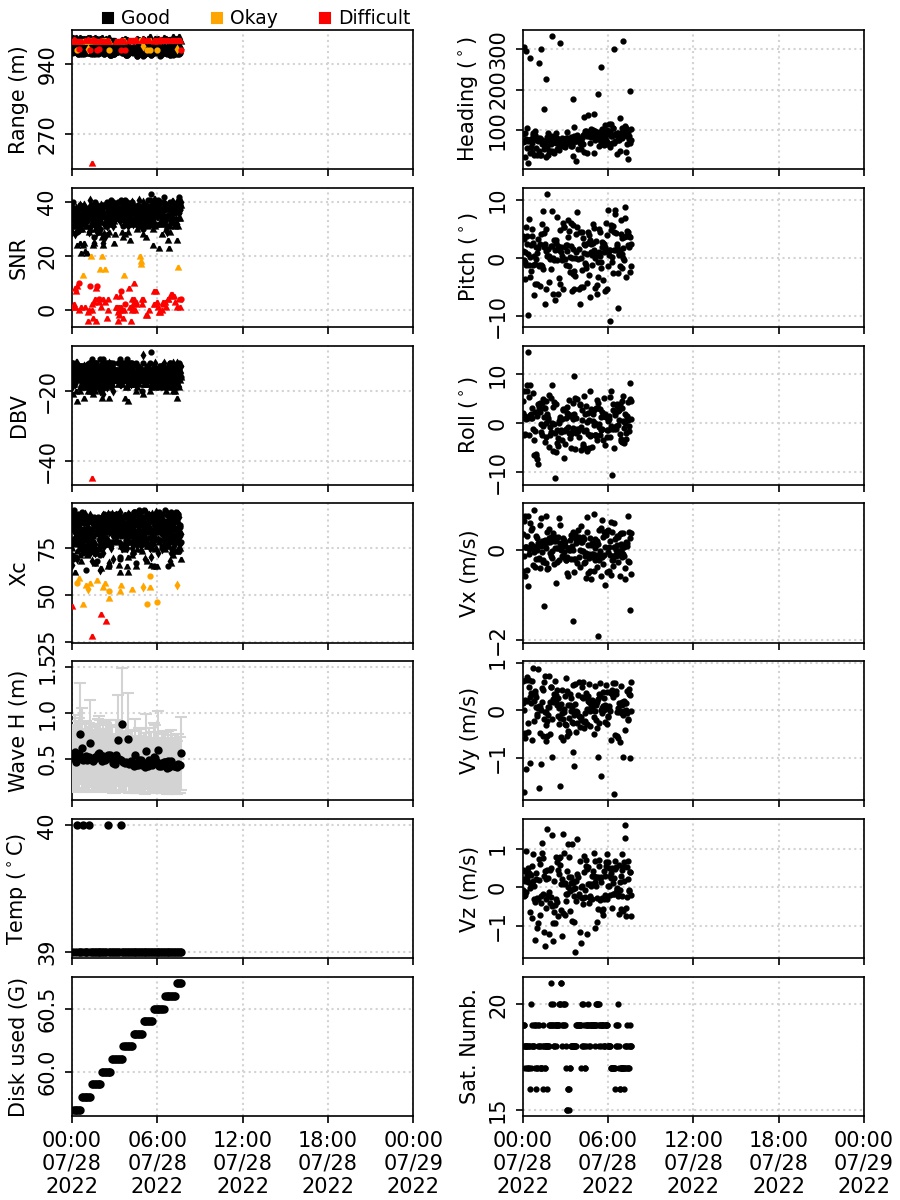 Good Okay Difficult
Range (m)
940
270
Heading (°)
300
200
100
SNR
40
20
0
Pitch (°)
10
0
−10
DBV
−20
−40
Roll (°)
10
0
−10
Xc
75
50
25
Vx (m/s)
0
−2
Wave H (m)
1.52
1.0
0.5
Vy (m/s)
1
0
−1
Temp (°C)
40
39
Vz (m/s)
1
0
−1
Disk used (G)
60.5
60.0
Sat. Numb.
20
15
00:00 06:00 12:00 18:00 00:00
07/28 07/28 07/28 07/28 07/29
2022 2022 2022 2022 2022
00:00 06:00 12:00 18:00 00:00
07/28 07/28 07/28 07/28 07/29
2022 2022 2022 2022 2022